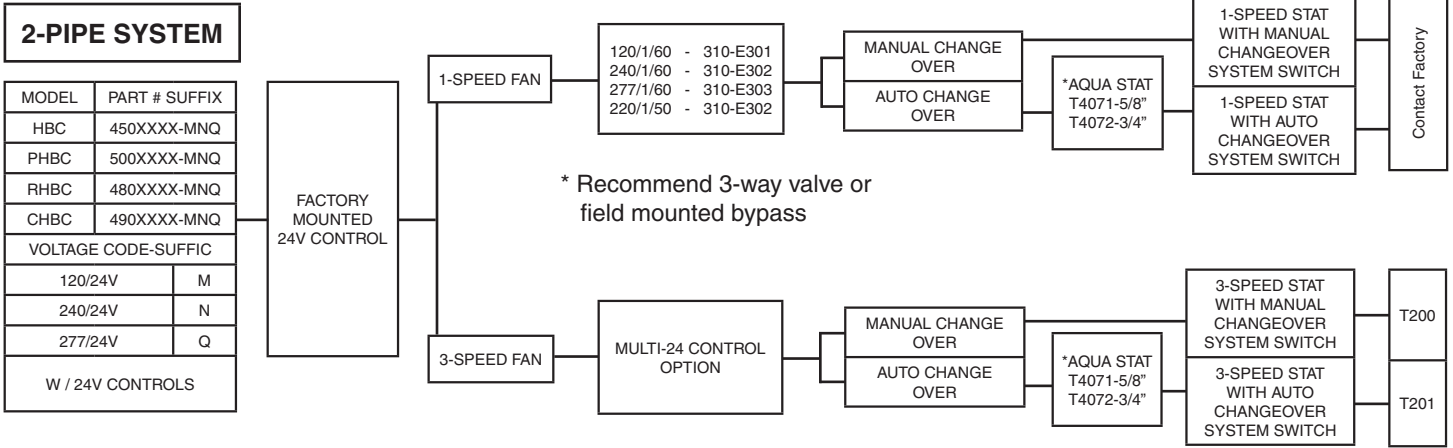 2-PIPE SYSTEM
MODEL PART # SUFFIX
HBC 450XXXX-MNQ
PHBC 500XXXX-MNQ
RHBC 480XXXX-MNQ
CHBC 490XXXX-MNQ
VOLTAGE CODE-SUFFIC
120/24V M
240/24V N
277/24V Q
W / 24V CONTROLS
FACTORY
MOUNTED
24V CONTROL
1-SPEED FAN
120/1/60 - 310-E301
240/1/60 - 310-E302
277/1/60 - 310-E303
220/1/50 - 310-E302
MANUAL CHANGE
OVER
AUTO CHANGE
OVER
*AQUA STAT
T4071-5/8”
T4072-3/4”
1-SPEED STAT
WITH MANUAL
CHANGEOVER
SYSTEM SWITCH
1-SPEED STAT
WITH AUTO
CHANGEOVER
SYSTEM SWITCH
Contact Factory
* Recommend 3-way valve or
field mounted bypass
3-SPEED FAN
MULTI-24 CONTROL
OPTION
MANUAL CHANGE
OVER
AUTO CHANGE
OVER
*AQUA STAT
T4071-5/8”
T4072-3/4”
3-SPEED STAT
WITH MANUAL
CHANGEOVER
SYSTEM SWITCH
3-SPEED STAT
WITH AUTO
CHANGEOVER
SYSTEM SWITCH
T200
T201